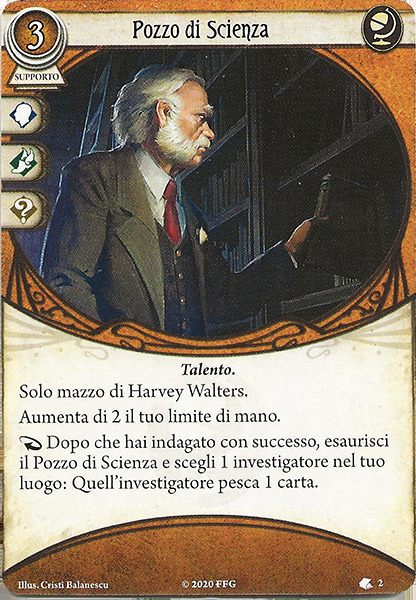 3
Pozzo di Scienza
SUPPORTO
?
Talento.
Solo mazzo di Harvey Walters.
Aumenta di 2 il tuo limite di mano.
Dopo che hai indagato con successo, esaurisci
il Pozzo di Scienza e scegli 1 investigatore nel tuo
luogo: Quell'investigatore pesca 1 carta.
Illus. Cristi Balanescu © 2020 FFG 2